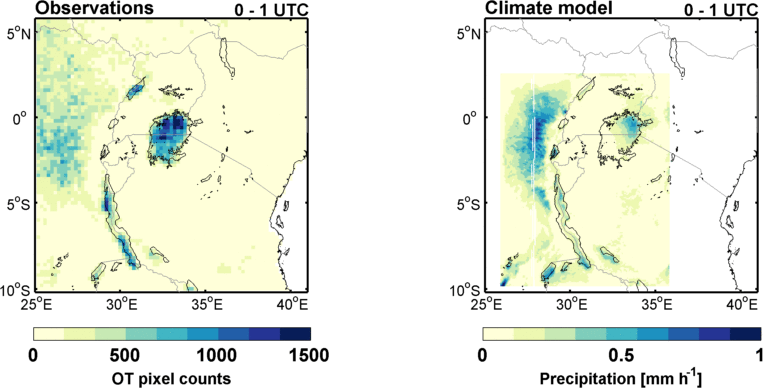 Observations 0 - 1 UTC
5°N
0°
5°S
10°S
25°E 30°E 35°E 40°E
0 500 1000 1500
OT pixel counts
Climate model 0 - 1 UTC
5°N
0°
5°S
10°S
25°E 30°E 35°E 40°E
0 0.5 1
Precipitation [mm h⁻¹]